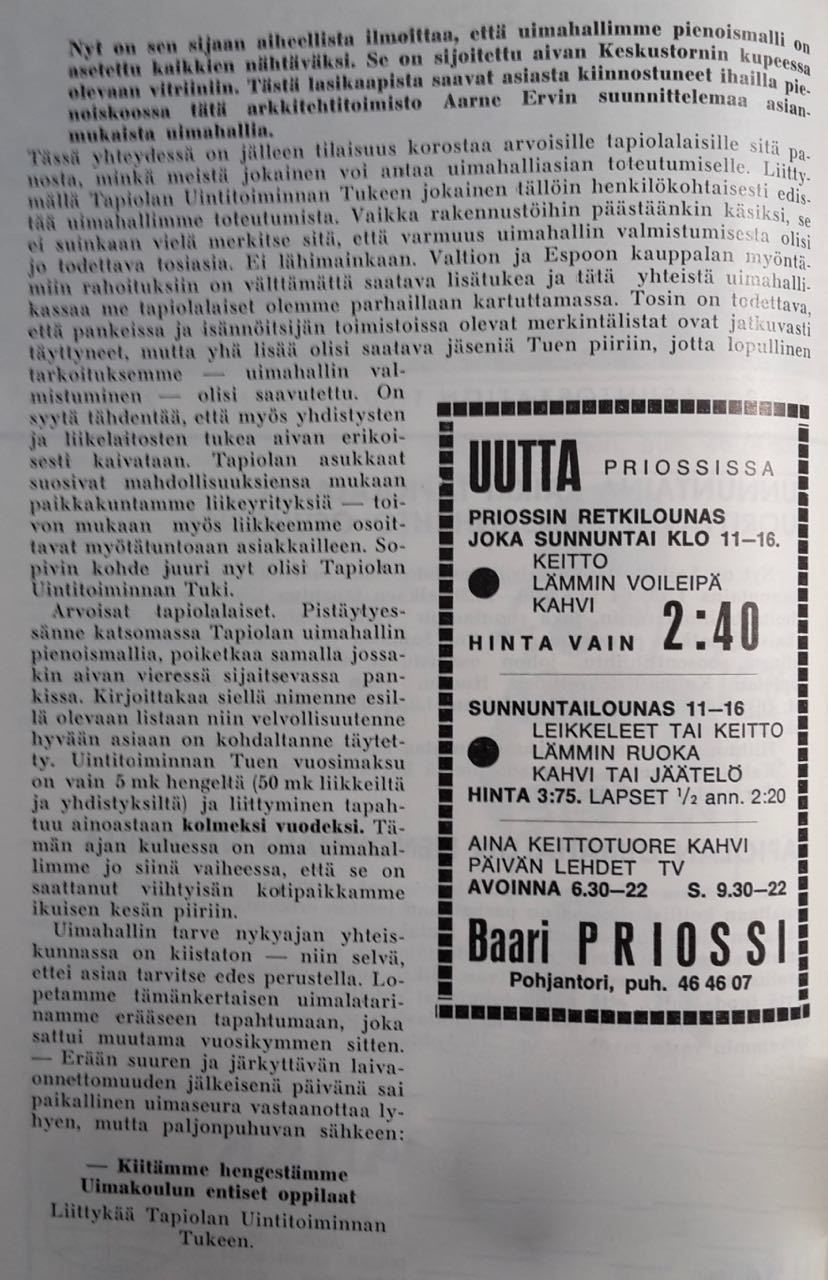 Nyt on sen sijaan aiheellista ilmoittaa, että uimahallimme pienoismalli on
asetettu kaikkien nähtäväksi. Se on sijoitettu aivan Keskustornin kupeessa
olevaan vitriiniin. Tästä lasikaapista saavat asiasta kiinnostuneet ihailla pie-
noiskoossa tätä arkkitehtitoimisto Aarne Ervin suunnittelemaa asian-
mukaista uimahallia.
Tässä yhteydessä on jälleen tilaisuus korostaa arvoisille tapiolalaisille sitä pa-
nosta, minkä meistä jokainen voi antaa uimahalliasian toteutumiselle. Liitty-
mällä Tapiolan Uintitoiminnan Tukeen jokainen tällöin henkilökohtaisesti edis-
tää uimahallimme toteutumista. Vaikka rakennustöihin päästäänkin käsiksi, se
ei suinkaan vielä merkitse sitä, että varmuus uimahallin valmistumisesta olisi
jo todettava tosiasia. Ei lähimainkaan. Valtion ja Espoon kauppalan myöntä-
miin rahoituksiin on välttämättä saatava lisätukea ja tätä yhteistä uimahalli-
kassaa me tapiolalaiset olemme parhaillaan kartuttamassa. Tosin on todettava,
että pankeissa ja isännöitsijän toimistoissa olevat merkintälistat ovat jatkuvasti
täyttyneet, mutta yhä lisää olisi saatava jäseniä Tuen piiriin, jotta lopullinen
tarkoituksemme — uimahallin val-
mistuminen — olisi saavutettu. On
syytä tähdentää, että myös yhdistysten
ja liikelaitosten tukea aivan erikoi-
sesti kaivataan. Tapiolan asukkaat
suosivat mahdollisuuksiensa mukaan
paikkakuntamme liikeyrityksiä — toi-
von mukaan myös liikkeemme osoit-
tavat myötätuntoaan asiakkailleen. So-
pivin kohde juuri nyt olisi Tapiolan
Uintitoiminnan Tuki.
Arvoisat tapiolalaiset. Pistäytyes-
sänne katsomassa Tapiolan uimahallin
pienoismallia, poiketkaa samalla jossa-
kin aivan vieressä sijaitsevassa pan-
kissa. Kirjoittakaa siellä nimenne esil-
lä olevaan listaan niin velvollisuutenne
hyvään asiaan on kohdaltanne täytet-
ty. Uintitoiminnan Tuen vuosimaksu
on vain 5 mk hengeltä (50 mk liikkeiltä
ja yhdistyksiltä) ja liittyminen tapah-
tuu ainoastaan kolmeksi vuodeksi. Tä-
män ajan kuluessa on oma uimahal-
limme jo siinä vaiheessa, että se on
saattanut viihtyisän kotipaikkamme
ikuisen kesän piiriin.
Uimahallin tarve nykyajan yhteis-
kunnassa on kiistaton — niin selvä,
ettei asiaa tarvitse edes perustella. Lo-
petamme tämänkertaisen uimalatari-
namme erääseen tapahtumaan, joka
sattui muutama vuosikymmen sitten.
— Erään suuren ja järkyttävän laiva-
onnettomuuden jälkeisenä päivänä sai
paikallinen uimaseura vastaanottaa ly-
hyen, mutta paljonpuhuvan sähkeen:
— Kiitämme hengestämme
Uimakoulun entiset oppilaat
Liittykää Tapiolan Uintitoiminnan
Tukeen.
UUTTA PRIOSSISSA
PRIOSSIN RETKILOUNAS
JOKA SUNNUNTAI KLO 11—16.
KEITTO
LÄMMIN VOILEIPÄ
KAHVI
HINTA VAIN 2:40
SUNNUNTAILOUNAS 11—16
LEIKKELEET TAI KEITTO
LÄMMIN RUOKA
KAHVI TAI JÄÄTELÖ
HINTA 3:75. LAPSET ½ ann. 2:20
AINA KEITTOTUORE KAHVI
PÄIVÄN LEHDET TV
AVOINNA 6.30—22 S. 9.30—22
Baari PRIOSSI
Pohjantori, puh. 46 46 07